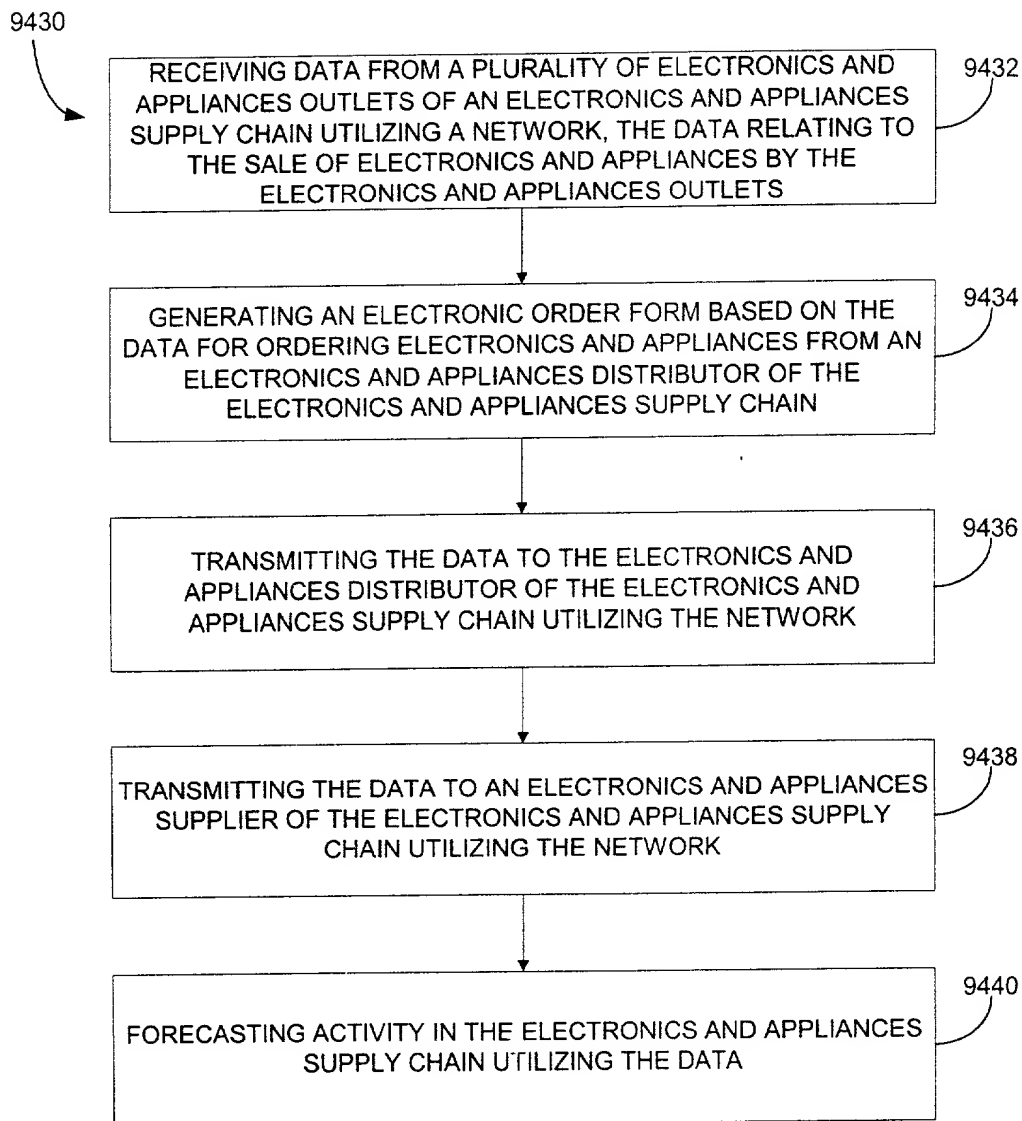 9430
RECEIVING DATA FROM A PLURALITY OF ELECTRONICS AND
APPLIANCES OUTLETS OF AN ELECTRONICS AND APPLIANCES
SUPPLY CHAIN UTILIZING A NETWORK, THE DATA RELATING TO
THE SALE OF ELECTRONICS AND APPLIANCES BY THE
ELECTRONICS AND APPLIANCES OUTLETS
9432
GENERATING AN ELECTRONIC ORDER FORM BASED ON THE
DATA FOR ORDERING ELECTRONICS AND APPLIANCES FROM AN
ELECTRONICS AND APPLIANCES DISTRIBUTOR OF THE
ELECTRONICS AND APPLIANCES SUPPLY CHAIN
9434
TRANSMITTING THE DATA TO THE ELECTRONICS AND
APPLIANCES DISTRIBUTOR OF THE ELECTRONICS AND
APPLIANCES SUPPLY CHAIN UTILIZING THE NETWORK
9436
TRANSMITTING THE DATA TO AN ELECTRONICS AND APPLIANCES
SUPPLIER OF THE ELECTRONICS AND APPLIANCES SUPPLY
CHAIN UTILIZING THE NETWORK
9438
FORECASTING ACTIVITY IN THE ELECTRONICS AND APPLIANCES
SUPPLY CHAIN UTILIZING THE DATA
9440